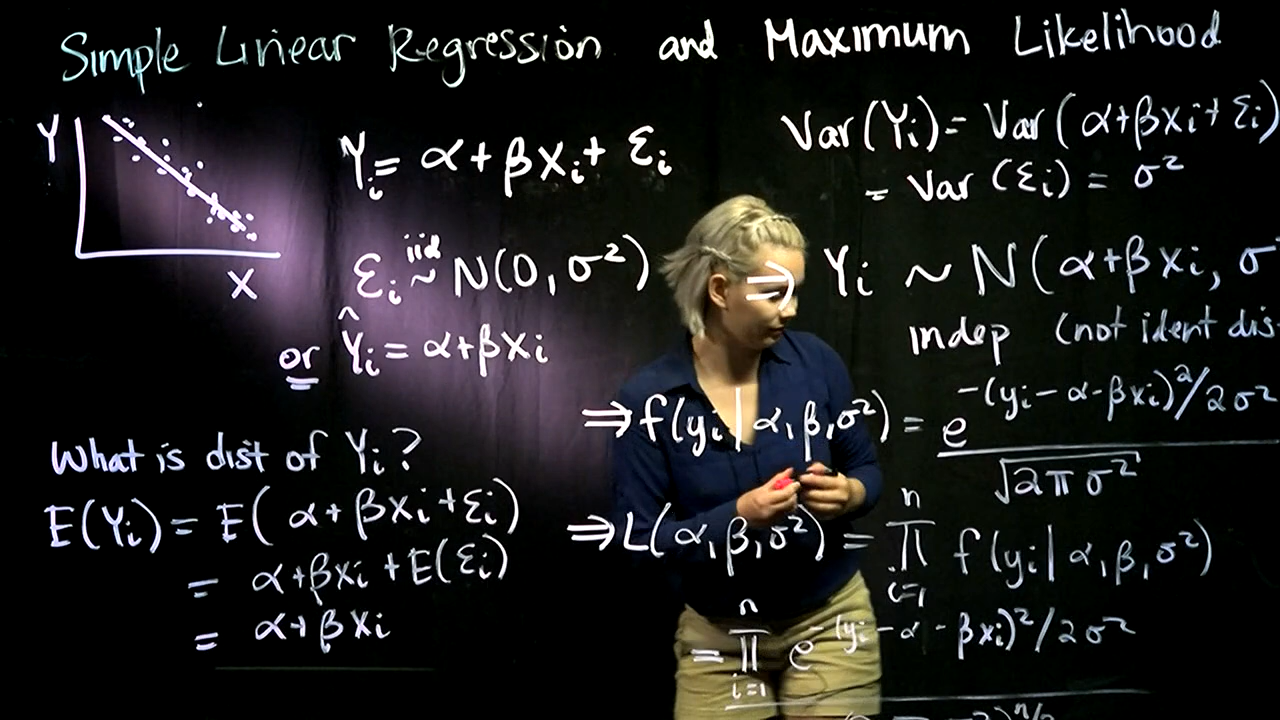 Simple Linear Regression and Maximum Likelihood
Y
X
Yᵢ = α + βxᵢ + εᵢ
εᵢ iid ~ N(0, σ²)
or Ŷᵢ = α + βxᵢ
What is dist of Yᵢ?
E(Yᵢ) = E(α + βxᵢ + εᵢ)
= α + βxᵢ + E(εᵢ)
= α + βxᵢ
Var(Yᵢ) = Var(α + βxᵢ + εᵢ)
= Var(εᵢ) = σ²
⇒ Yᵢ ~ N(α + βxᵢ, σ
indep (not ident dis
⇒ f(yᵢ | α, β, σ²) = e^-(yᵢ - α - βxᵢ)²/2σ²
√2πσ²
⇒ L(α, β, σ²) = ∏ⁿᵢ₌₁ f(yᵢ | α, β, σ²)
= ∏ⁿᵢ₌₁ e^-(yᵢ - α - βxᵢ)²/2σ²